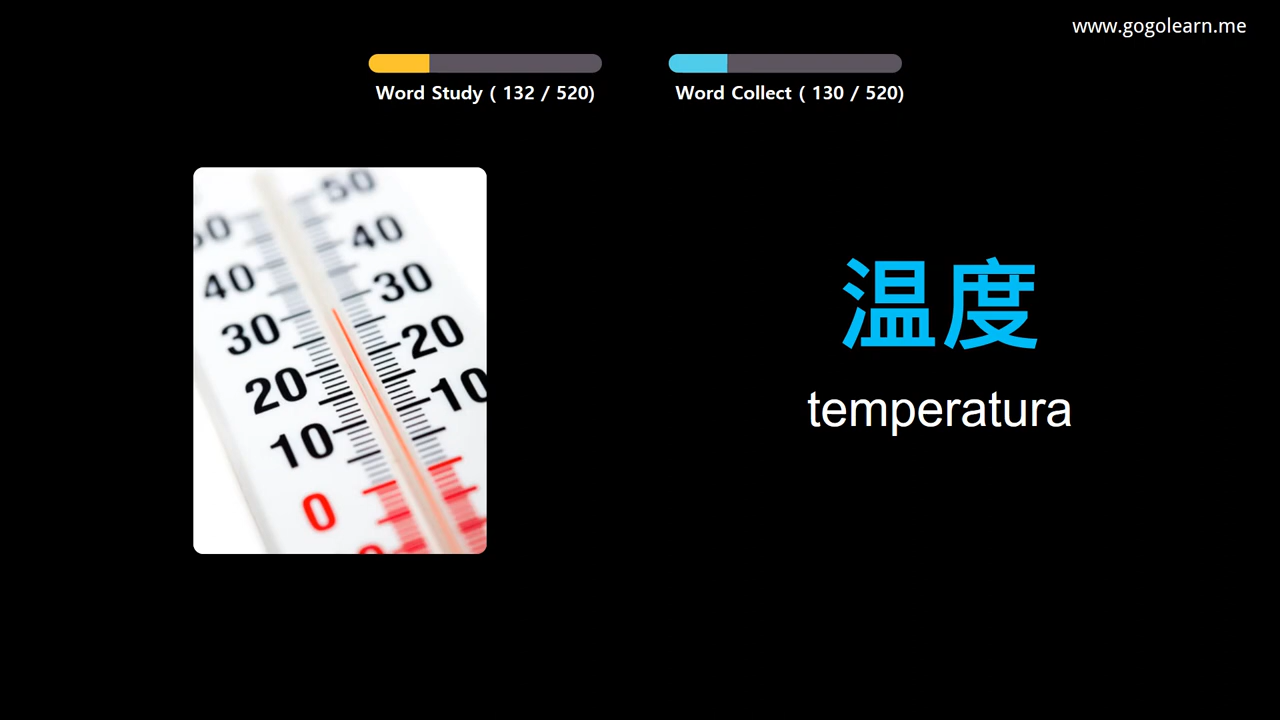 www.gogolearn.me
Word Study ( 132 / 520)
Word Collect ( 130 / 520)
50
50
40
40
30
30
20
20
10
10
0
温度
temperatura